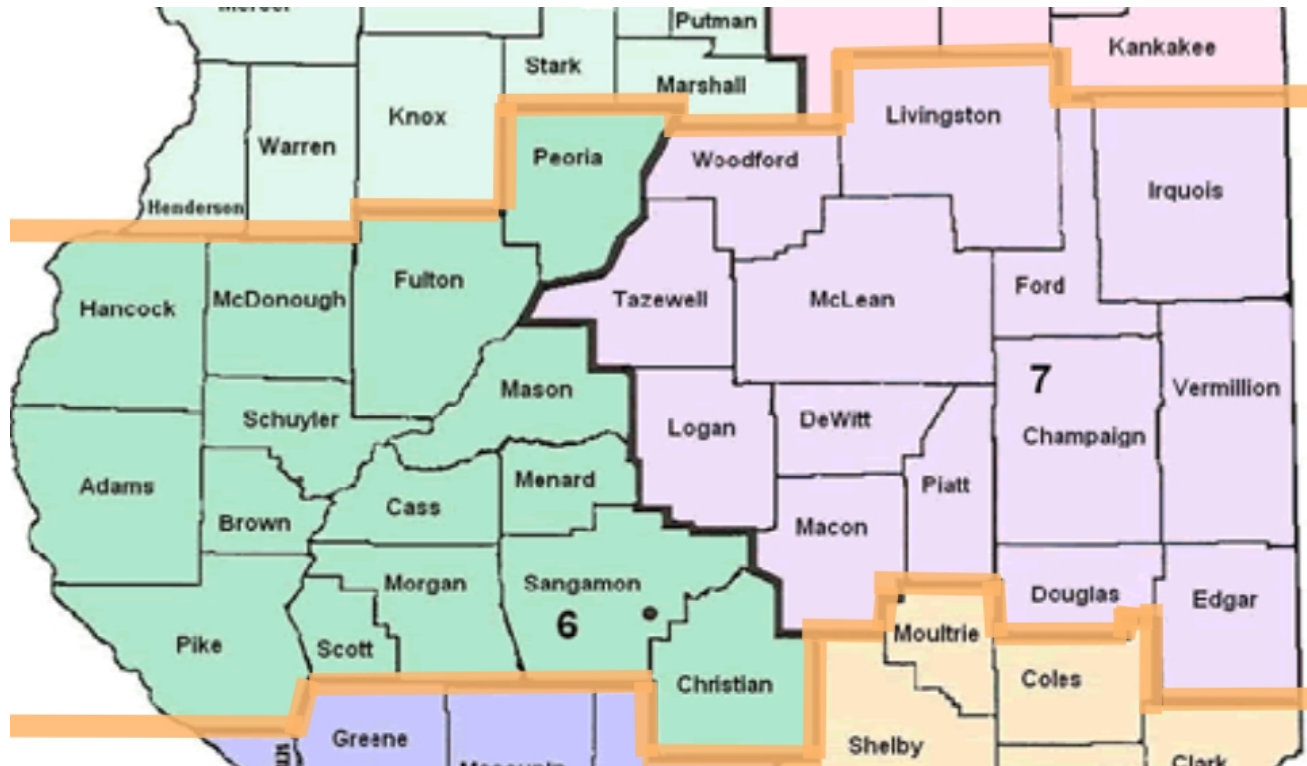 Mercer
Putman
Kankakee
Stark
Marshall
Knox
Livingston
Warren
Peoria
Woodford
Irquois
Henderson
Fulton
Ford
Hancock
McDonough
Tazewell
McLean
7
Mason
Vermillion
Schuyler
DeWitt
Logan
Champaign
Adams
Menard
Piatt
Cass
Brown
Macon
Morgan
Sangamon
Douglas
Edgar
6
Moultrie
Pike
Scott
Christian
Coles
Greene
Shelby
Clark